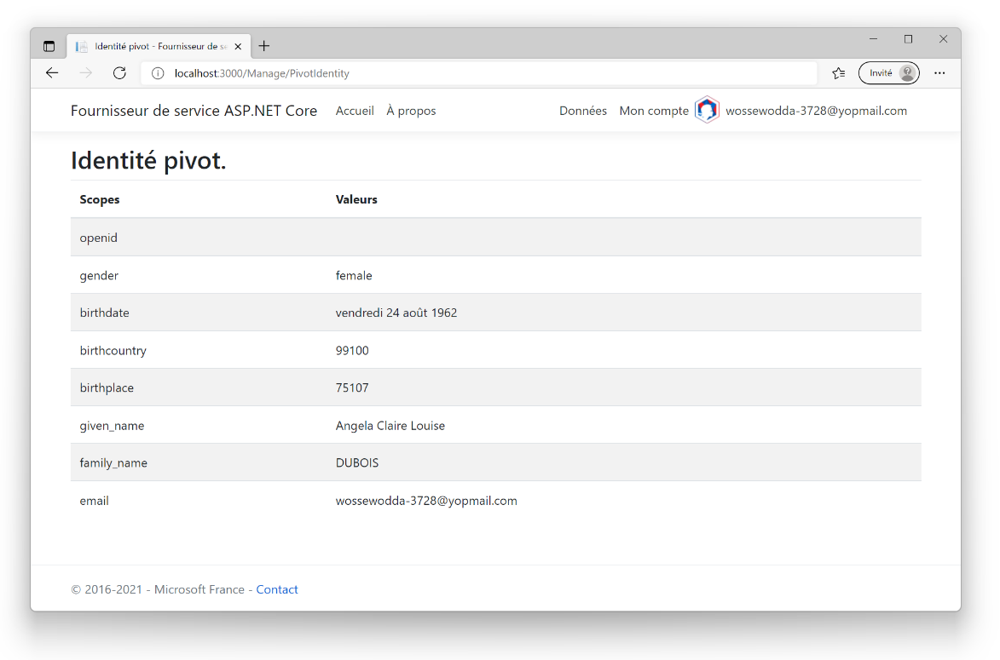 Identité pivot - Fournisseur de se
localhost:3000/Manage/PivotIdentity
Invité
Fournisseur de service ASP.NET Core Accueil À propos Données Mon compte wossewodda-3728@yopmail.com
Identité pivot.
Scopes Valeurs
openid
gender female
birthdate vendredi 24 août 1962
birthcountry 99100
birthplace 75107
given_name Angela Claire Louise
family_name DUBOIS
email wossewodda-3728@yopmail.com
© 2016-2021 - Microsoft France - Contact